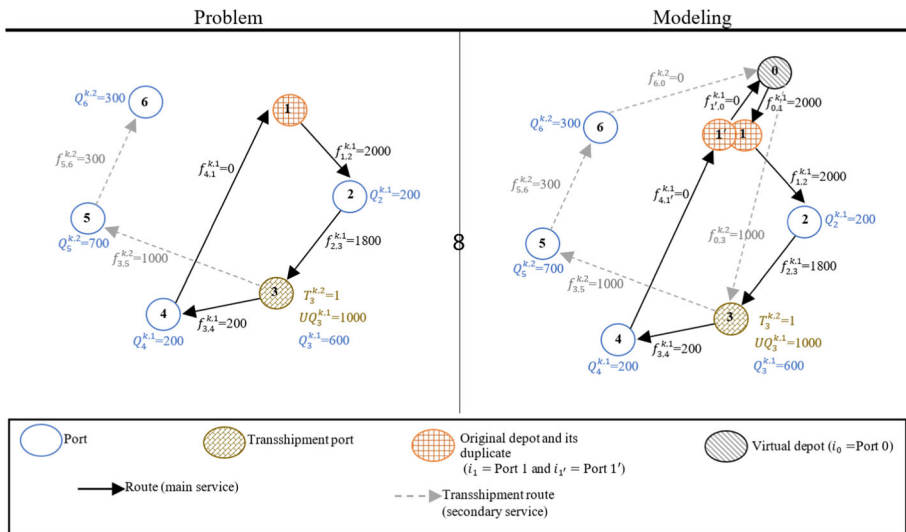 Problem
Modeling
6
Q_6^{k,2}=300
1
f_{1.2}^{k,1}=2000
f_{4.1}^{k,1}=0
f_{5.6}^{k,2}=300
2
Q_2^{k,1}=200
5
Q_5^{k,2}=700
f_{3.5}^{k,2}=1000
f_{2.3}^{k,1}=1800
3
T_3^{k,2}=1
UQ_3^{k,1}=1000
Q_3^{k,1}=600
4
f_{3.4}^{k,1}=200
Q_4^{k,1}=200
8
0
f_{6.0}^{k,2}=0
f_{1',0}^{k,1}=0
f_{0.1}^{k,1}=2000
6
Q_6^{k,2}=300
1'
1
f_{1.2}^{k,1}=2000
f_{5.6}^{k,2}=300
f_{4.1'}^{k,1}=0
2
Q_2^{k,1}=200
f_{0.3}^{k,2}=1000
5
Q_5^{k,2}=700
f_{2.3}^{k,1}=1800
f_{3.5}^{k,2}=1000
3
T_3^{k,2}=1
UQ_3^{k,1}=1000
Q_3^{k,1}=600
4
f_{3.4}^{k,1}=200
Q_4^{k,1}=200
Port
Transshipment port
Original depot and its
duplicate
(i_1 = Port 1 and i_{1'} = Port 1′)
Virtual depot (i_0 =Port 0)
Route (main service)
Transshipment route
(secondary service)